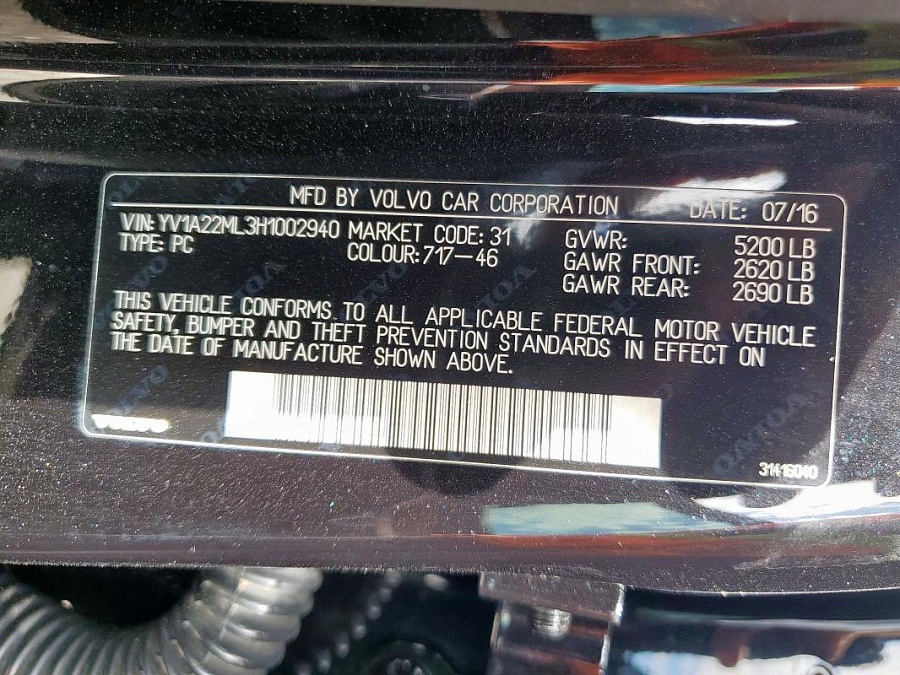 MFD BY VOLVO CAR CORPORATION DATE: 07/16
VIN: YV1A22ML3H1002940 MARKET CODE: 31 GVWR: 5200 LB
TYPE: PC COLOUR: 717-46 GAWR FRONT: 2620 LB
GAWR REAR: 2690 LB
THIS VEHICLE CONFORMS TO ALL APPLICABLE FEDERAL MOTOR VEHICLE
SAFETY, BUMPER AND THEFT PREVENTION STANDARDS IN EFFECT ON
THE DATE OF MANUFACTURE SHOWN ABOVE.
VOLVO
31416040